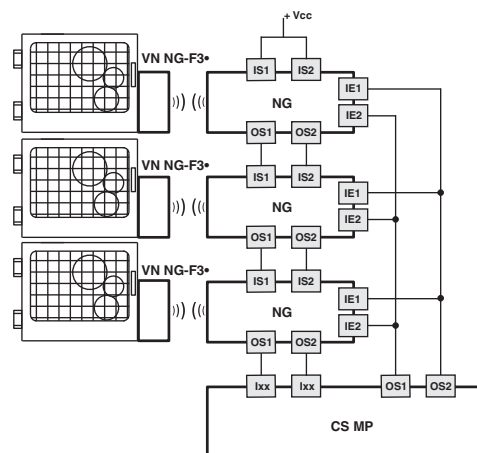 + Vcc
VN NG-F3•
IS1 IS2
NG
IE1
IE2
OS1 OS2
VN NG-F3•
IS1 IS2
NG
IE1
IE2
OS1 OS2
VN NG-F3•
IS1 IS2
NG
IE1
IE2
OS1 OS2
Ixx Ixx OS1 OS2
CS MP